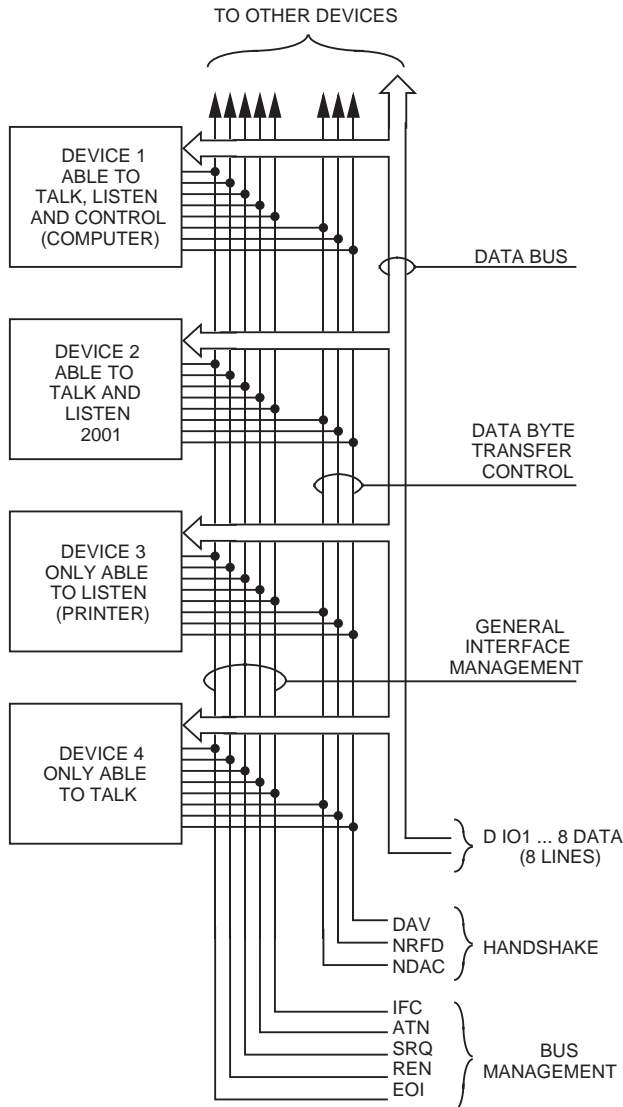 TO OTHER DEVICES
DEVICE 1
ABLE TO
TALK, LISTEN
AND CONTROL
(COMPUTER)
DATA BUS
DEVICE 2
ABLE TO
TALK AND
LISTEN
2001
DATA BYTE
TRANSFER
CONTROL
DEVICE 3
ONLY ABLE
TO LISTEN
(PRINTER)
GENERAL
INTERFACE
MANAGEMENT
DEVICE 4
ONLY ABLE
TO TALK
D IO1 ... 8 DATA
(8 LINES)
DAV
NRFD
NDAC
HANDSHAKE
IFC
ATN
SRQ
REN
EOI
BUS
MANAGEMENT